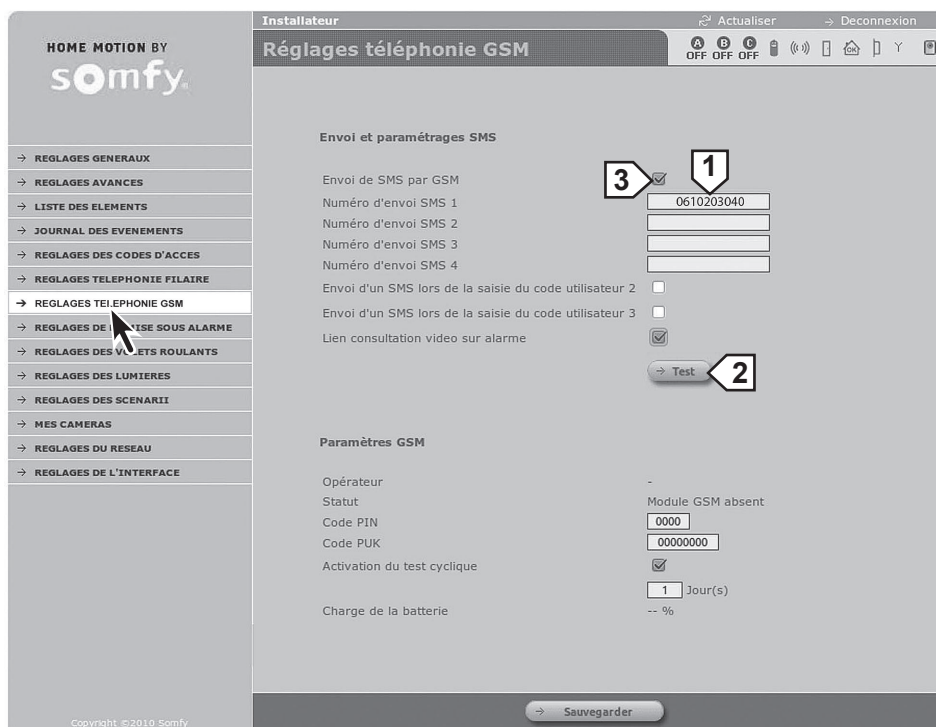 HOME MOTION BY
somfy®
→ REGLAGES GENERAUX
→ REGLAGES AVANCES
→ LISTE DES ELEMENTS
→ JOURNAL DES EVENEMENTS
→ REGLAGES DES CODES D'ACCES
→ REGLAGES TELEPHONIE FILAIRE
→ REGLAGES TELEPHONIE GSM
→ REGLAGES DE MISE SOUS ALARME
→ REGLAGES DES VOLETS ROULANTS
→ REGLAGES DES LUMIERES
→ REGLAGES DES SCENARII
→ MES CAMERAS
→ REGLAGES DU RESEAU
→ REGLAGES DE L'INTERFACE
Copyright ©2010 Somfy
Installateur Actualiser → Deconnexion
Réglages téléphonie GSM
A B C
OFF OFF OFF OK
Envoi et paramétrages SMS
1
Envoi de SMS par GSM 3
Numéro d'envoi SMS 1 0610203040
Numéro d'envoi SMS 2
Numéro d'envoi SMS 3
Numéro d'envoi SMS 4
Envoi d'un SMS lors de la saisie du code utilisateur 2
Envoi d'un SMS lors de la saisie du code utilisateur 3
Lien consultation video sur alarme
→ Test 2
Paramètres GSM
Opérateur -
Statut Module GSM absent
Code PIN 0000
Code PUK 00000000
Activation du test cyclique
1 Jour(s)
Charge de la batterie -- %
→ Sauvegarder